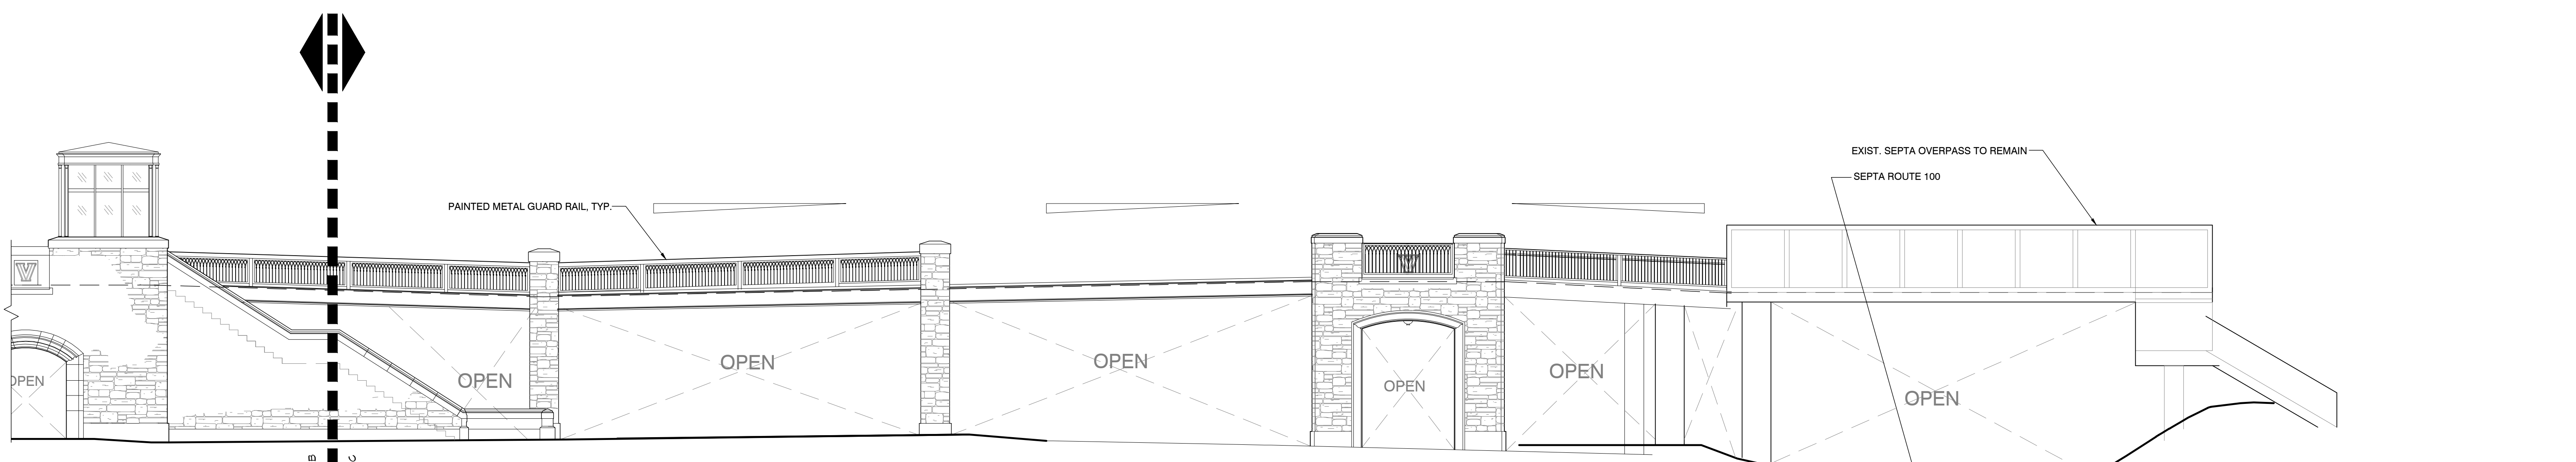 EXIST. SEPTA OVERPASS TO REMAIN
SEPTA ROUTE 100
PAINTED METAL GUARD RAIL, TYP.
V
V
OPEN
OPEN
OPEN
OPEN
OPEN
OPEN
OPEN
B
C